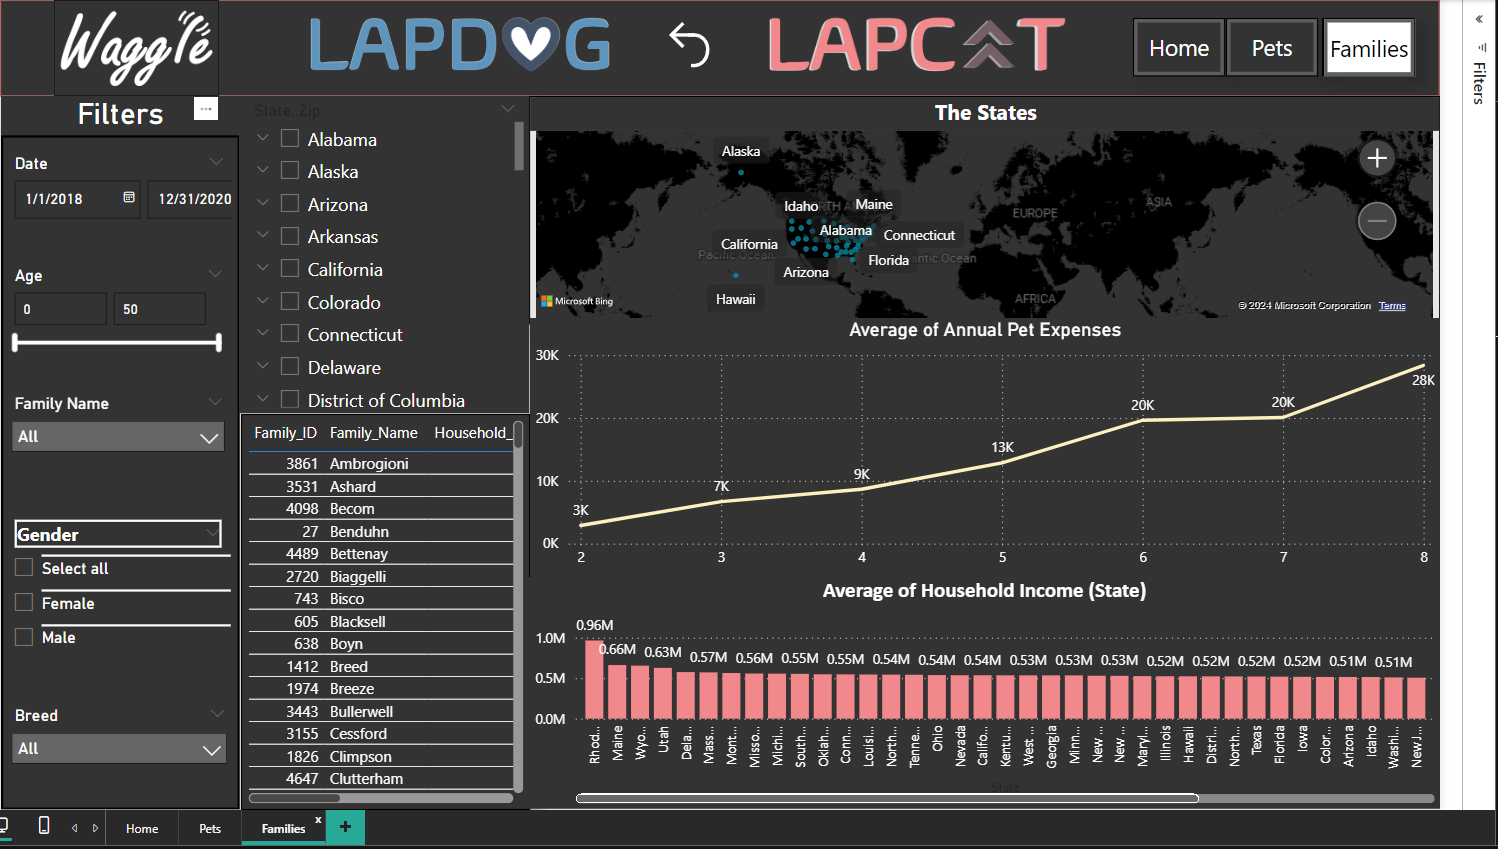 Waggle
LAPDOG
LAPCAT
Home
Pets
Families
«
Filters
Filters
...
Date
1/1/2018
12/31/2020
Age
0
50
Family Name
All
Gender
Select all
Female
Male
Breed
All
State, Zip
Alabama
Alaska
Arizona
Arkansas
California
Colorado
Connecticut
Delaware
District of Columbia
Family_ID Family_Name Household_
3861 Ambrogioni
3531 Ashard
4098 Becom
27 Benduhn
4489 Bettenay
2720 Biaggelli
743 Bisco
605 Blacksell
638 Boyn
1412 Breed
1974 Breeze
3443 Bullerwell
3155 Cessford
1826 Climpson
4647 Clutterham
The States
Alaska
Idaho
Maine
Alabama
Connecticut
California
Florida
Arizona
Hawaii
NORTH A
EUROPE
ASIA
AFRICA
Pacific Ocean
antic Ocean
+
−
Microsoft Bing
© 2024 Microsoft Corporation Terms
Average of Annual Pet Expenses
30K
20K
10K
0K
3K
7K
9K
13K
20K
20K
28K
2 3 4 5 6 7 8
Average of Household Income (State)
1.0M
0.5M
0.0M
0.96M
0.66M 0.63M 0.57M 0.56M 0.55M 0.55M 0.54M 0.54M 0.54M 0.53M 0.53M 0.53M 0.52M 0.52M 0.52M 0.52M 0.51M 0.51M
Rhod...
Maine
Wyo...
Utah
Dela...
Mass...
Mont...
Misso...
Michi...
South...
Oklah...
Conn...
Louisi...
North...
Tenne...
Ohio
Nevada
Califo...
Kentu...
West ...
Georgia
Minn...
New ...
New ...
Maryl...
Illinois
Hawaii
Distri...
North...
Texas
Florida
Iowa
Color...
Arizona
Idaho
Washi...
New J...
State
Home
Pets
Families
x
+